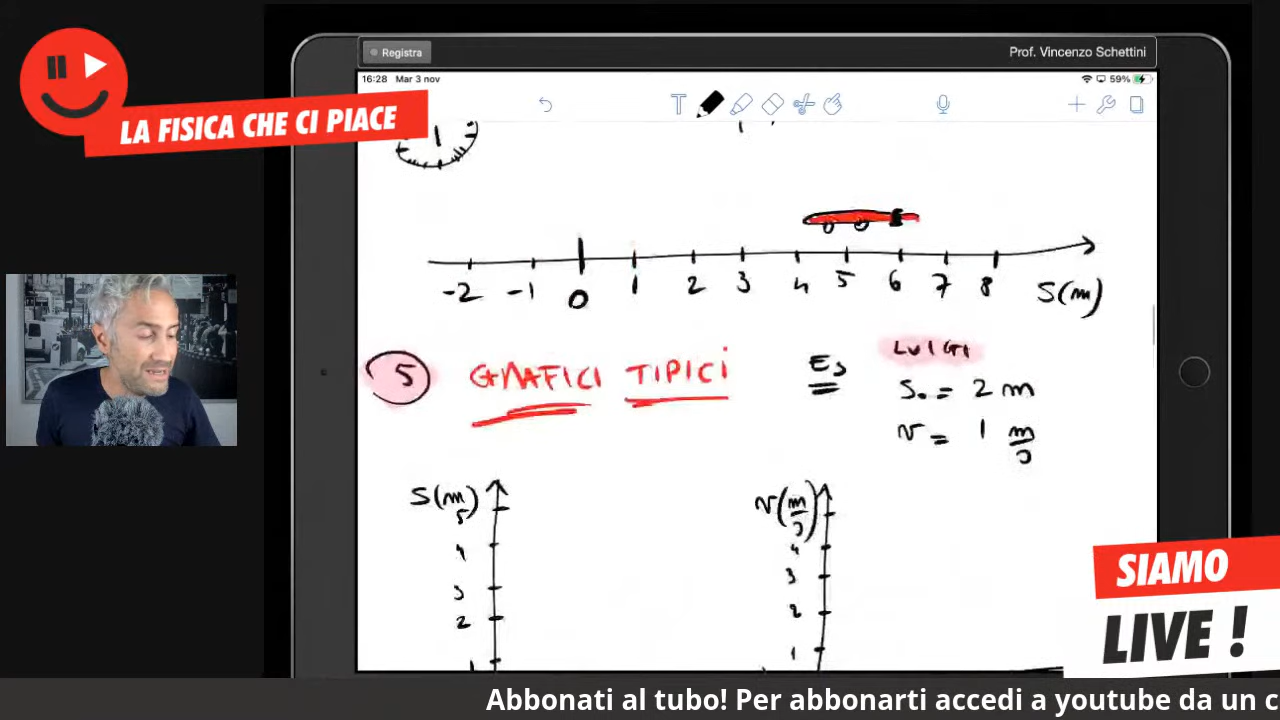 Registra
Prof. Vincenzo Schettini
16:28 Mar 3 nov
59%
LA FISICA CHE CI PIACE
T
-2 -1 0 1 2 3 4 5 6 7 8 S(m)
5 GRAFICI TIPICI
Es
LUIGI
S₀ = 2 m
v = 1 m/s
S(m)
5
4
3
2
1
v(m/s)
4
3
2
1
SIAMO
LIVE !
Abbonati al tubo! Per abbonarti accedi a youtube da un c